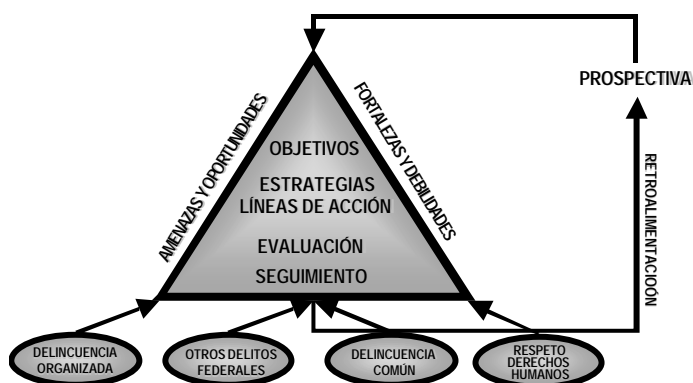 PROSPECTIVA
AMENAZAS Y OPORTUNIDADES
FORTALEZAS Y DEBILIDADES
OBJETIVOS
ESTRATEGIAS
LÍNEAS DE ACCIÓN
EVALUACIÓN
SEGUIMIENTO
RETROALIMENTACIOÓN
DELINCUENCIA
ORGANIZADA
OTROS DELITOS
FEDERALES
DELINCUENCIA
COMÚN
RESPETO
DERECHOS
HUMANOS